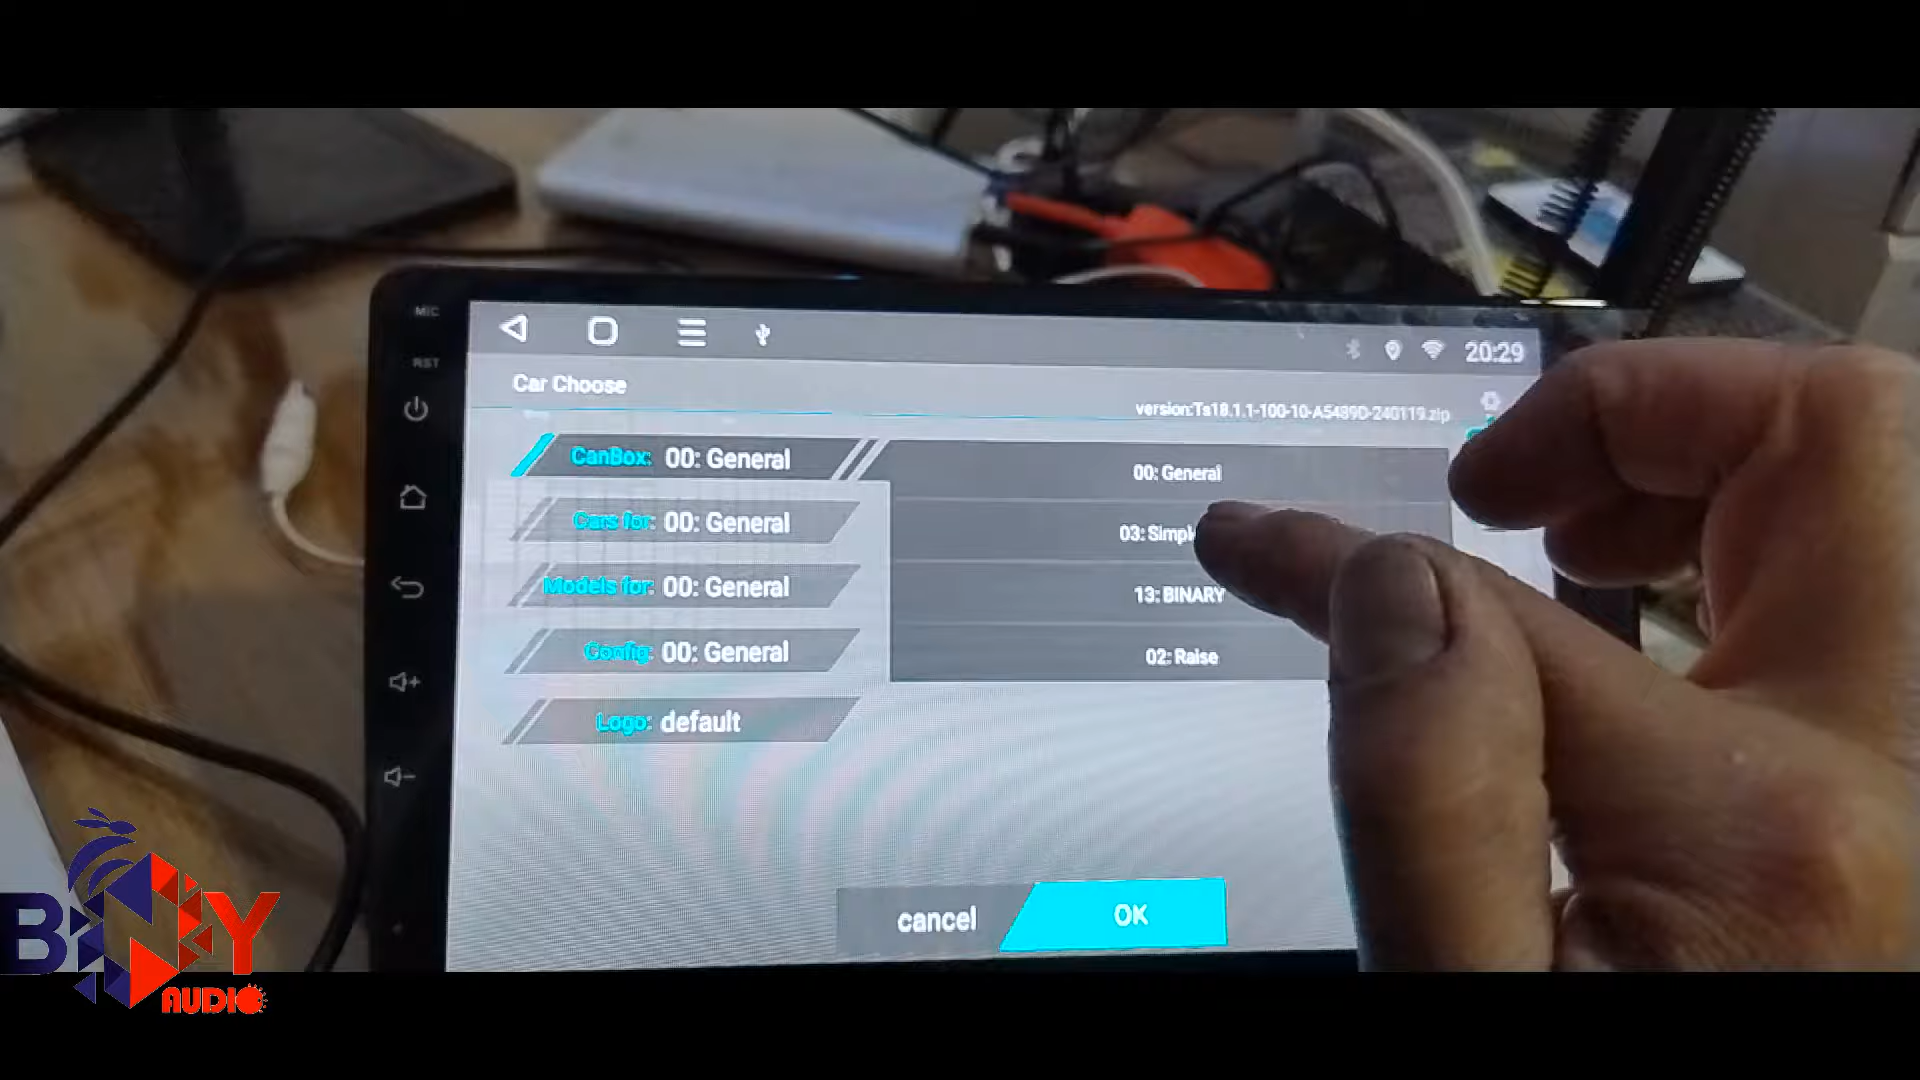 MIC
20:29
RST
Car Choose
version:Ts18.1.1-100-10-A5489D-240119.zip
CanBox: 00: General
00: General
Cars for: 00: General
03: Simple
Models for: 00: General
13: BINARY
Config: 00: General
02: Raise
Logo: default
cancel
OK
AUDIO